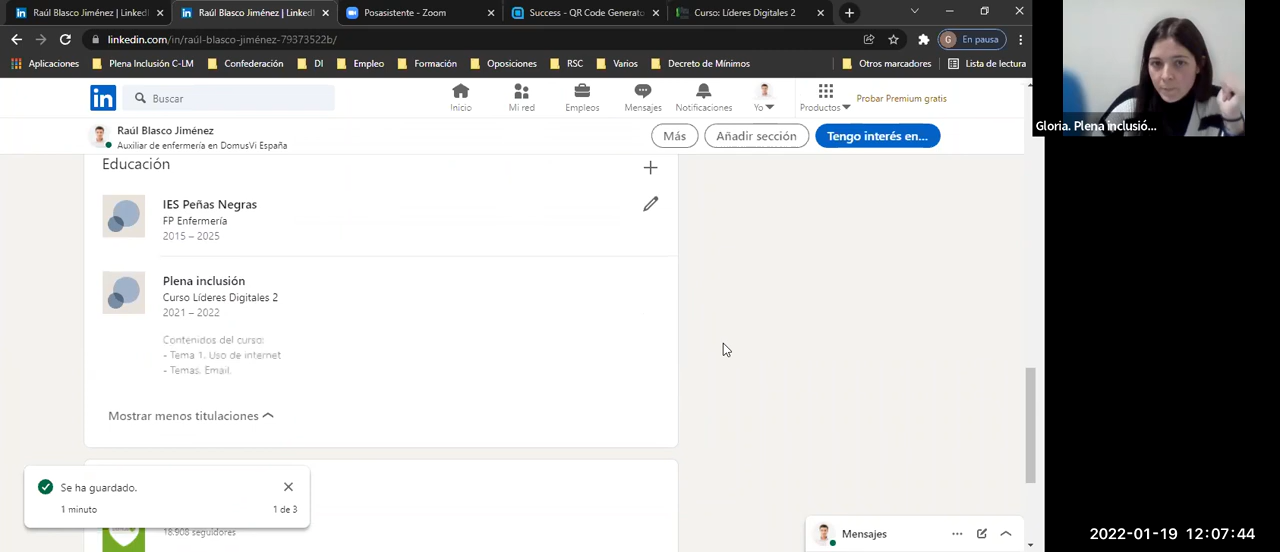 Raúl Blasco Jiménez | LinkedI
Raúl Blasco Jiménez | LinkedI
Posasistente - Zoom
Success - QR Code Generato
Curso: Líderes Digitales 2
linkedin.com/in/raúl-blasco-jiménez-79373522b/
G En pausa
Aplicaciones
Plena Inclusión C-LM
Confederación
DI
Empleo
Formación
Oposiciones
RSC
Varios
Decreto de Mínimos
Otros marcadores
Lista de lectura
in
Buscar
Inicio
Mi red
Empleos
Mensajes
Notificaciones
Yo
Productos
Probar Premium gratis
Gloria. Plena inclusió...
Raúl Blasco Jiménez
Auxiliar de enfermería en DomusVi España
Más
Añadir sección
Tengo interés en...
Educación
IES Peñas Negras
FP Enfermería
2015 – 2025
Plena inclusión
Curso Líderes Digitales 2
2021 – 2022
Contenidos del curso:
- Tema 1. Uso de internet
- Temas. Email.
Mostrar menos titulaciones
Se ha guardado.
1 minuto
1 de 3
18.908 seguidores
Mensajes
2022-01-19 12:07:44